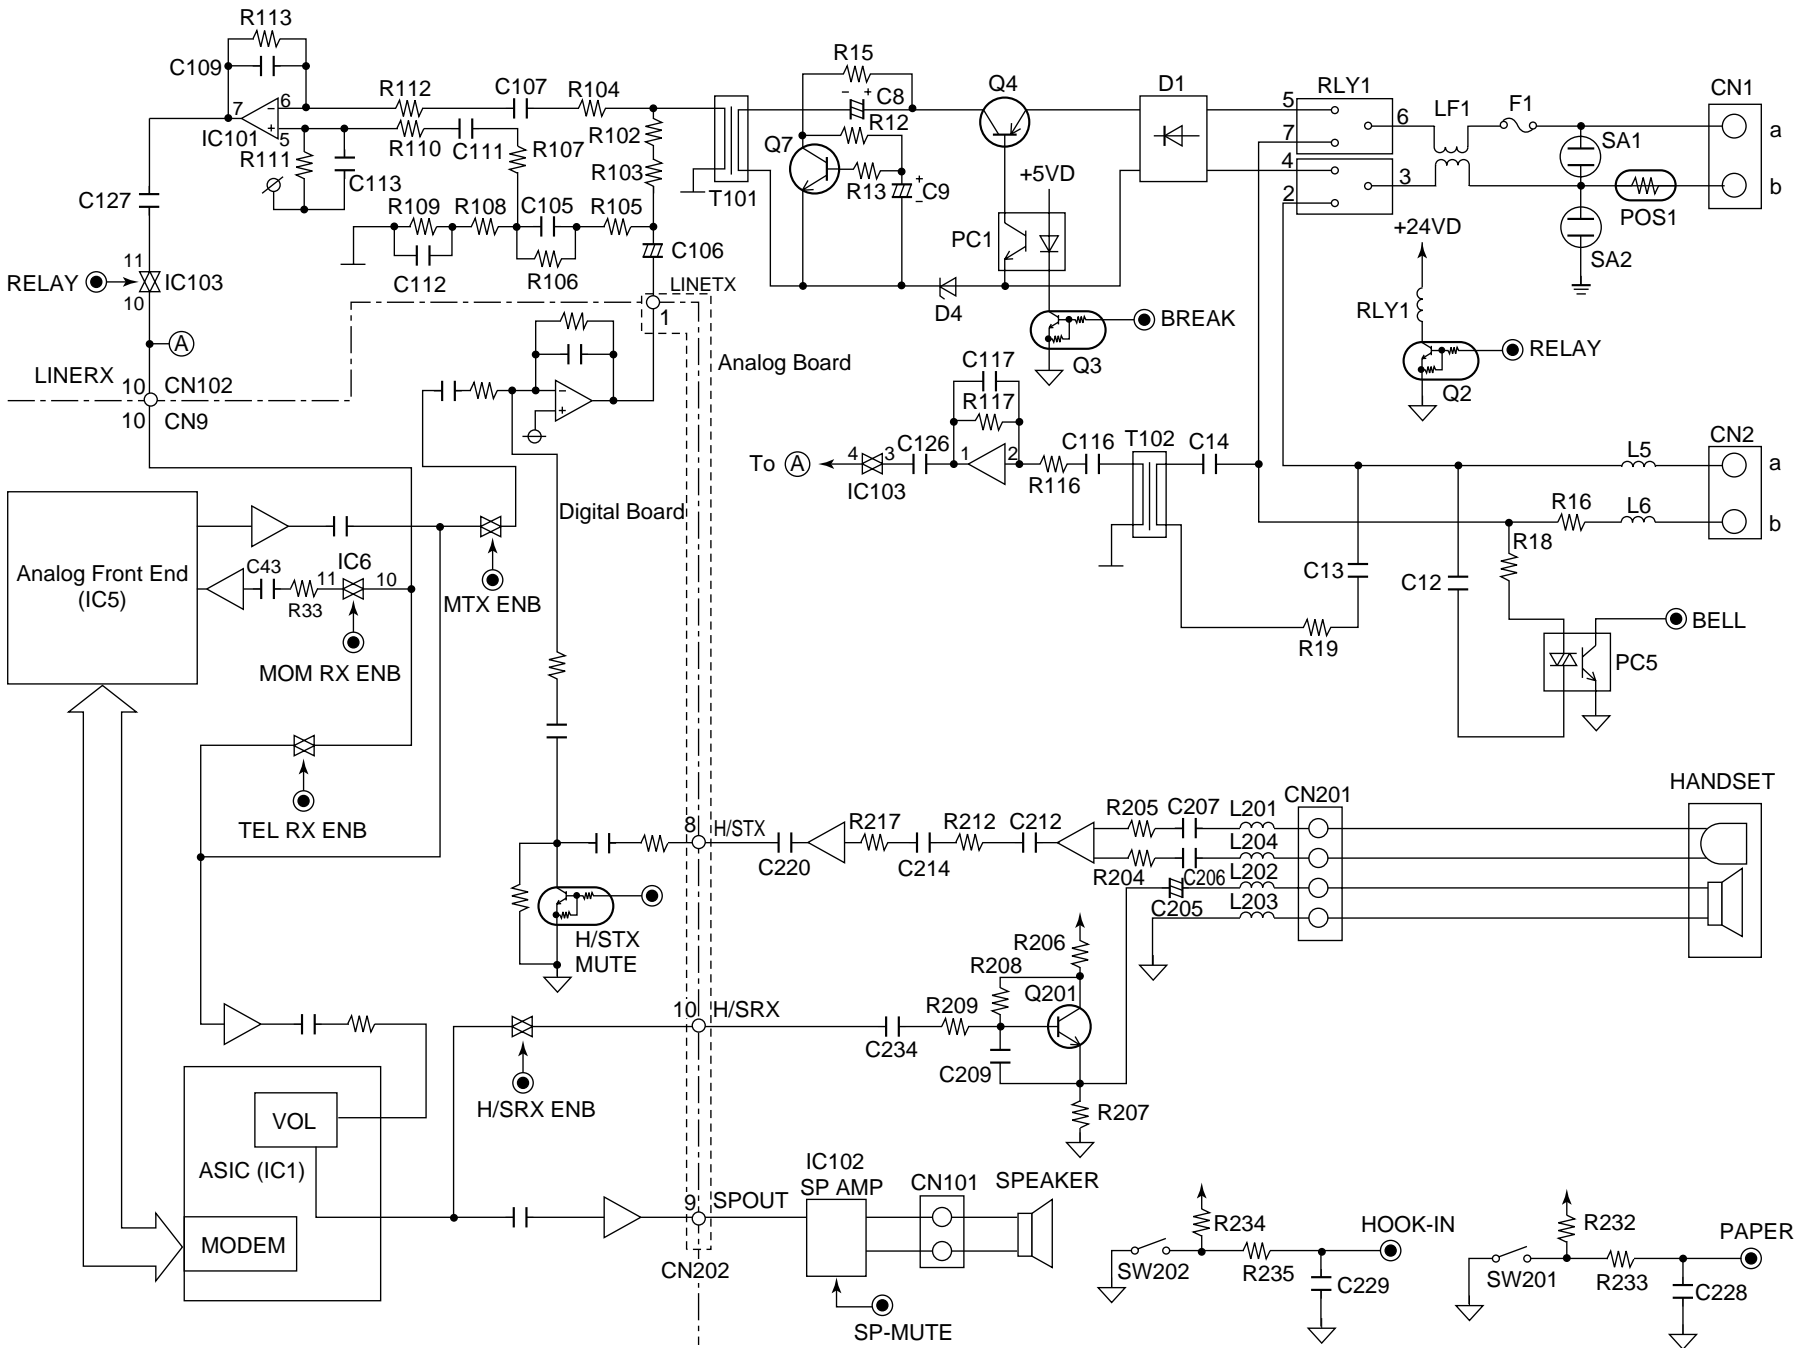 R113
C109
R112
C107
R104
7
6
5
IC101
R110
C111
R107
R102
R103
R111
C113
C127
R109
R108
C105
R105
C112
R106
C106
RELAY
11
IC103
10
A
LINERX
10
CN102
10
CN9
T101
R15
−
+
C8
R12
Q7
R13
+
−
C9
D4
Q4
+5VD
PC1
BREAK
Q3
D1
5
RLY1
7
6
4
3
2
LF1
F1
CN1
a
SA1
b
POS1
SA2
+24VD
RLY1
RELAY
Q2
LINETX
1
Analog Board
Digital Board
C117
R117
To
A
4
3
IC103
C126
1
2
R116
C116
T102
C14
C13
R19
C12
R18
R16
L5
L6
CN2
a
b
BELL
PC5
Analog Front End
(IC5)
C43
R33
11
IC6
10
MOM RX ENB
MTX ENB
TEL RX ENB
8
H/STX
C220
R217
C214
R212
C212
R205
C207
L201
R204
C206
L204
C205
L202
L203
CN201
HANDSET
H/STX
MUTE
10
H/SRX
C234
R209
R208
C209
Q201
R206
R207
H/SRX ENB
VOL
ASIC (IC1)
MODEM
9
SPOUT
CN202
IC102
SP AMP
CN101
SPEAKER
SP-MUTE
SW202
R234
R235
C229
HOOK-IN
SW201
R232
R233
C228
PAPER